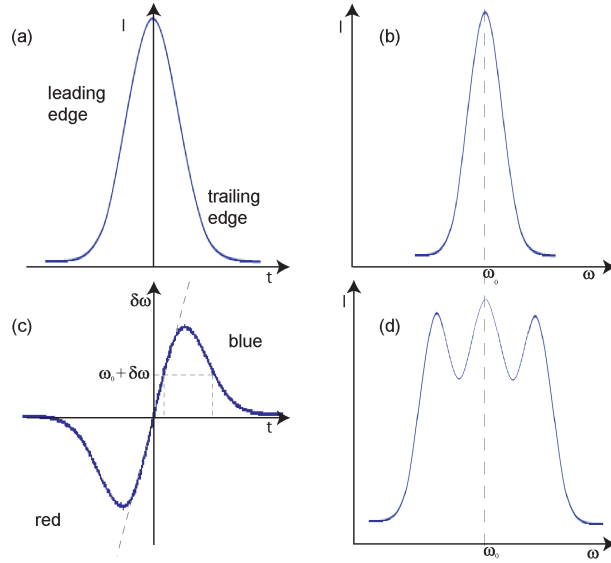 (a)
I
leading
edge
trailing
edge
t
(b)
I
ω₀
ω
(c)
δω
blue
ω₀ + δω
t
red
(d)
I
ω₀
ω